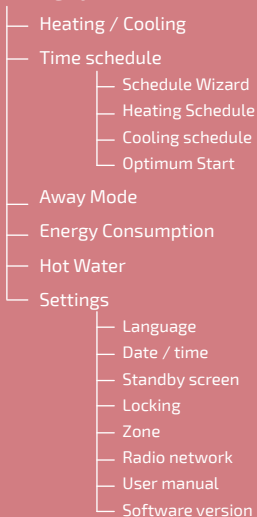 Heating / Cooling
Time schedule
Schedule Wizard
Heating Schedule
Cooling schedule
Optimum Start
Away Mode
Energy Consumption
Hot Water
Settings
Language
Date / time
Standby screen
Locking
Zone
Radio network
User manual
Software version